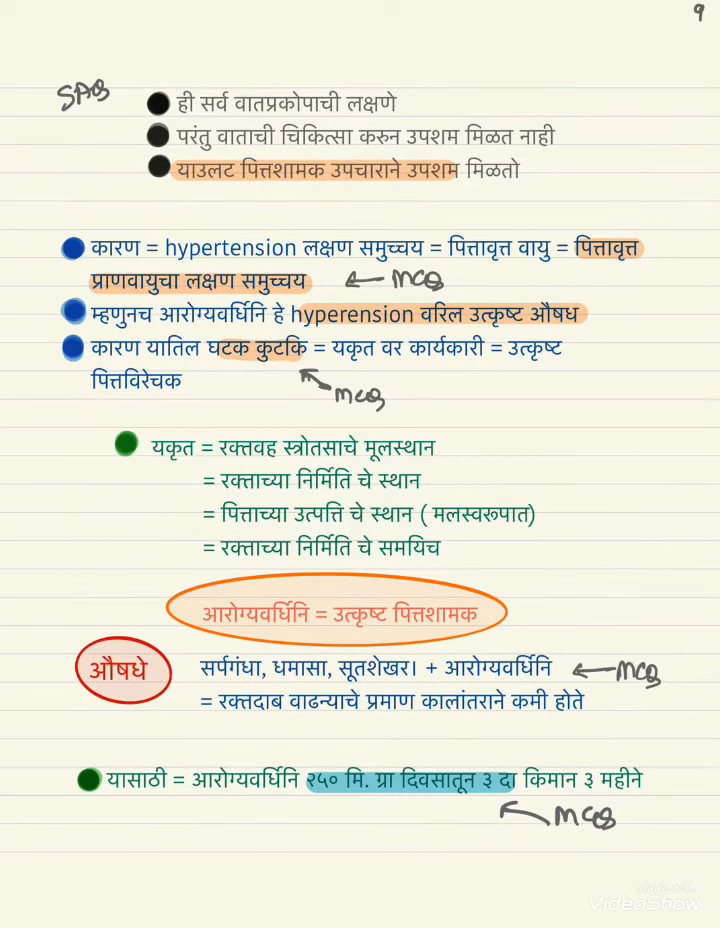 ९
SAQ
ही सर्व वातप्रकोपाची लक्षणे
परंतु वाताची चिकित्सा करुन उपशम मिळत नाही
याउलट पित्तशामक उपचाराने उपशम मिळतो
कारण = hypertension लक्षण समुच्चय = पित्तावृत्त वायु = पित्तावृत्त
प्राणवायुचा लक्षण समुच्चय ← MCQ
म्हणुनच आरोग्यवर्धिनि हे hyperension वरिल उत्कृष्ट औषध
कारण यातिल घटक कुटकि = यकृत वर कार्यकारी = उत्कृष्ट
पित्तविरेचक
MCQ
यकृत = रक्तवह स्त्रोतसाचे मूलस्थान
= रक्ताच्या निर्मिति चे स्थान
= पित्ताच्या उत्पत्ति चे स्थान ( मलस्वरूपात)
= रक्ताच्या निर्मिति चे समयिच
आरोग्यवर्धिनि = उत्कृष्ट पित्तशामक
औषधे सर्पगंधा, धमासा, सूतशेखर। + आरोग्यवर्धिनि ← MCQ
= रक्तदाब वाढन्याचे प्रमाण कालांतराने कमी होते
यासाठी = आरोग्यवर्धिनि २५० मि. ग्रा दिवसातून ३ दा किमान ३ महीने
MCQ
Made with
VideoShow